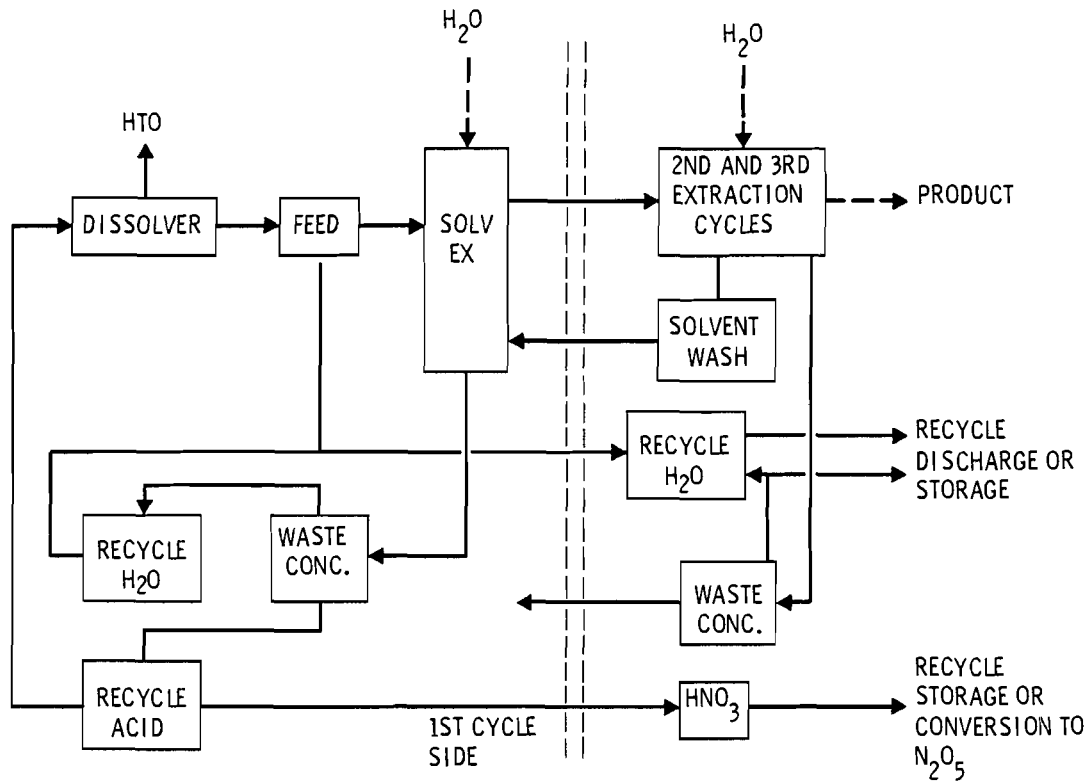 H2O
H2O
HTO
DISSOLVER
FEED
SOLV
EX
2ND AND 3RD
EXTRACTION
CYCLES
PRODUCT
SOLVENT
WASH
RECYCLE
H2O
RECYCLE
DISCHARGE OR
STORAGE
RECYCLE
H2O
WASTE
CONC.
WASTE
CONC.
RECYCLE
ACID
1ST CYCLE
SIDE
HNO3
RECYCLE
STORAGE OR
CONVERSION TO
N2O5